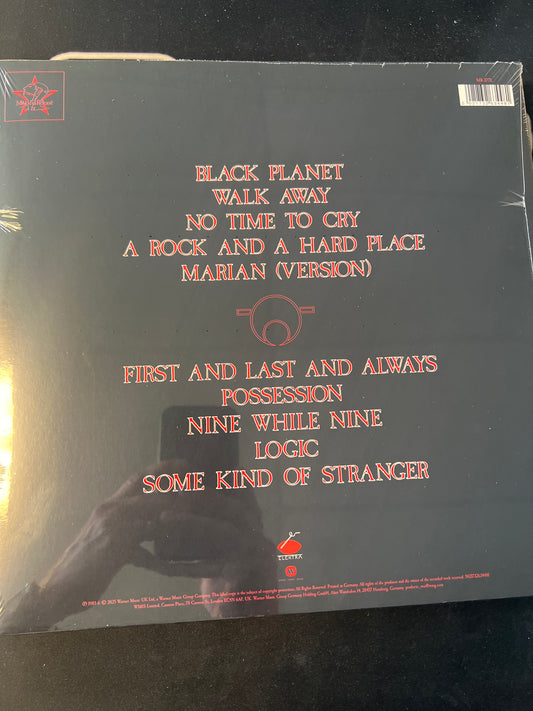 BLACK PLANET
WALK AWAY
NO TIME TO CRY
A ROCK AND A HARD PLACE
MARIAN (VERSION)
FIRST AND LAST AND ALWAYS
POSSESSION
NINE WHILE NINE
LOGIC
SOME KIND OF STRANGER
ELEKTRA